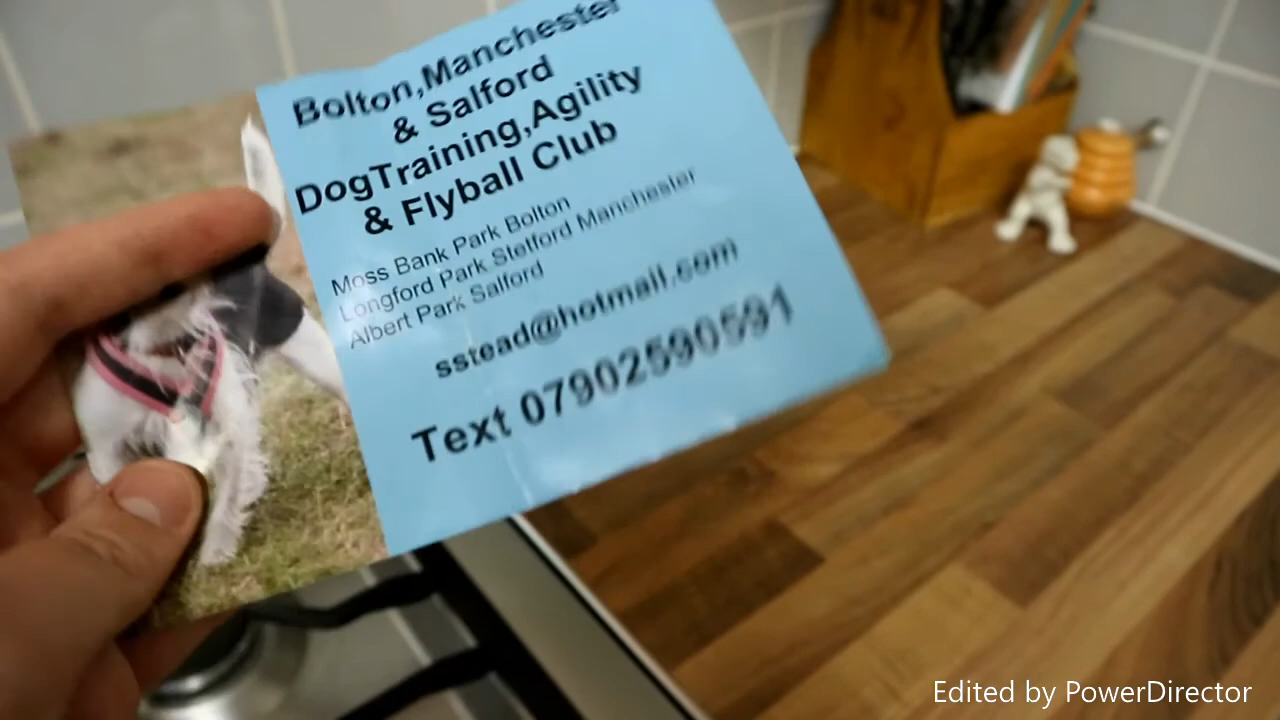 Bolton,Manchester
& Salford
DogTraining,Agility
& Flyball Club
Moss Bank Park Bolton
Longford Park Stetford Manchester
Albert Park Salford
sstead@hotmail.com
Text 07902590591
Edited by PowerDirector